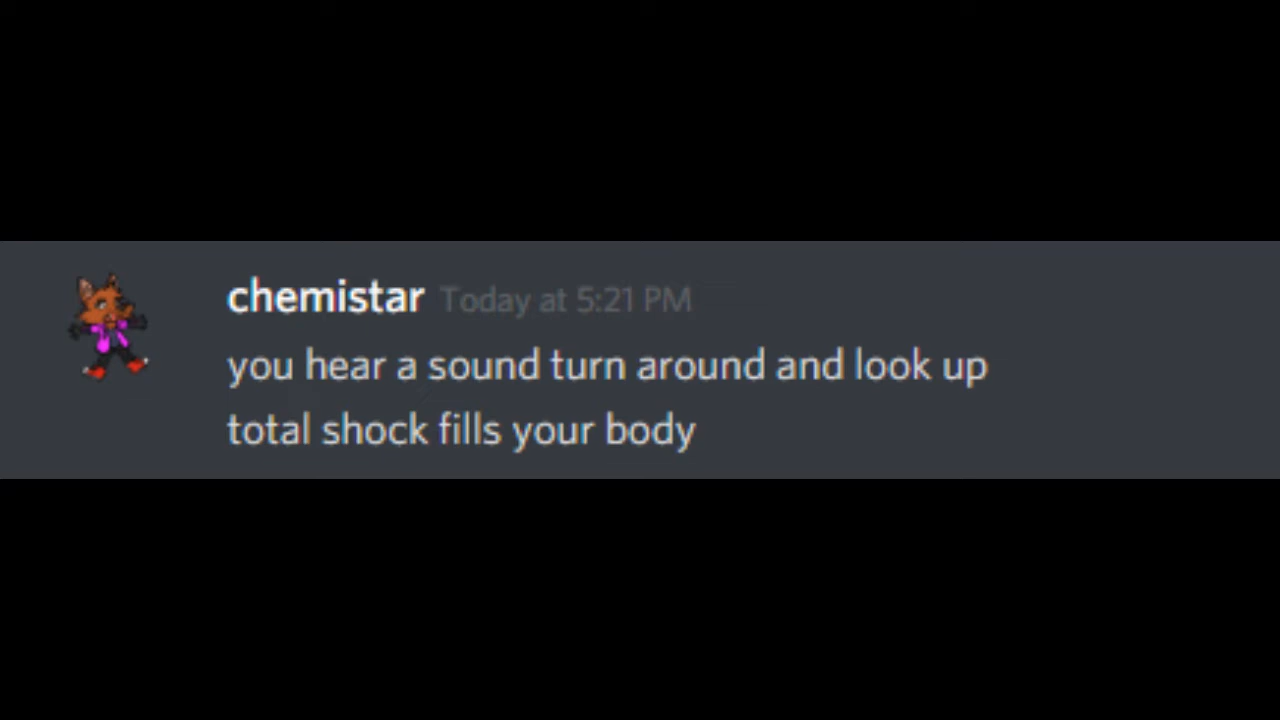 chemistar Today at 5:21 PM
you hear a sound turn around and look up
total shock fills your body